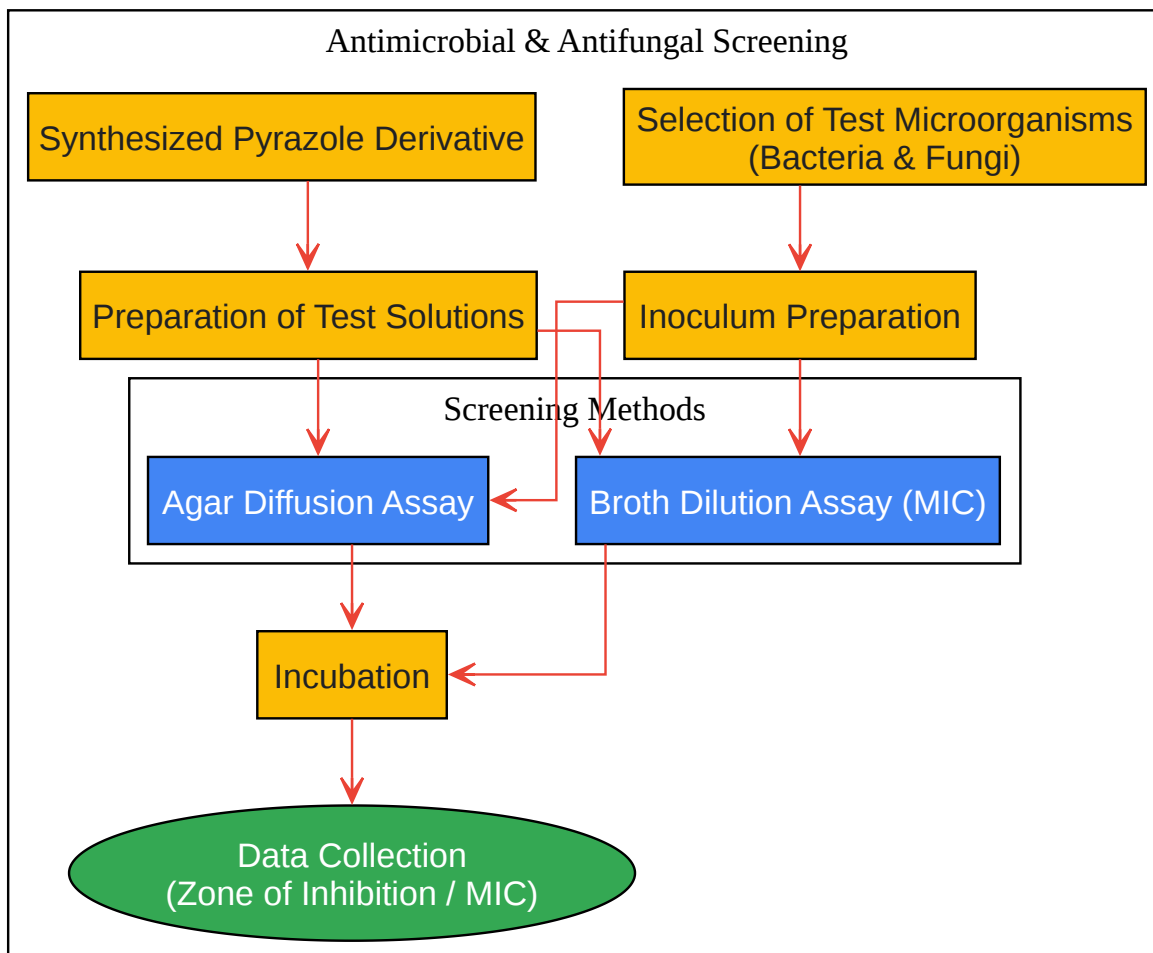 Antimicrobial & Antifungal Screening
Synthesized Pyrazole Derivative
Selection of Test Microorganisms
(Bacteria & Fungi)
Preparation of Test Solutions
Inoculum Preparation
Screening Methods
Agar Diffusion Assay
Broth Dilution Assay (MIC)
Incubation
Data Collection
(Zone of Inhibition / MIC)